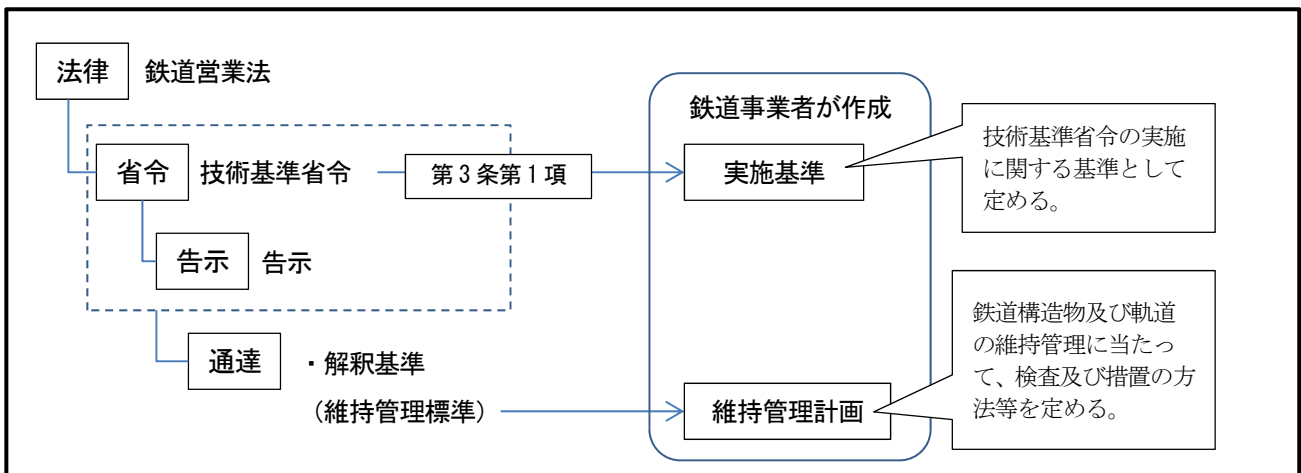 法律 鉄道営業法
鉄道事業者が作成
省令 技術基準省令
第3条第1項
実施基準
技術基準省令の実施
に関する基準として
定める。
告示 告示
通達 ・解釈基準
(維持管理標準)
維持管理計画
鉄道構造物及び軌道
の維持管理に当たっ
て、検査及び措置の方
法等を定める。